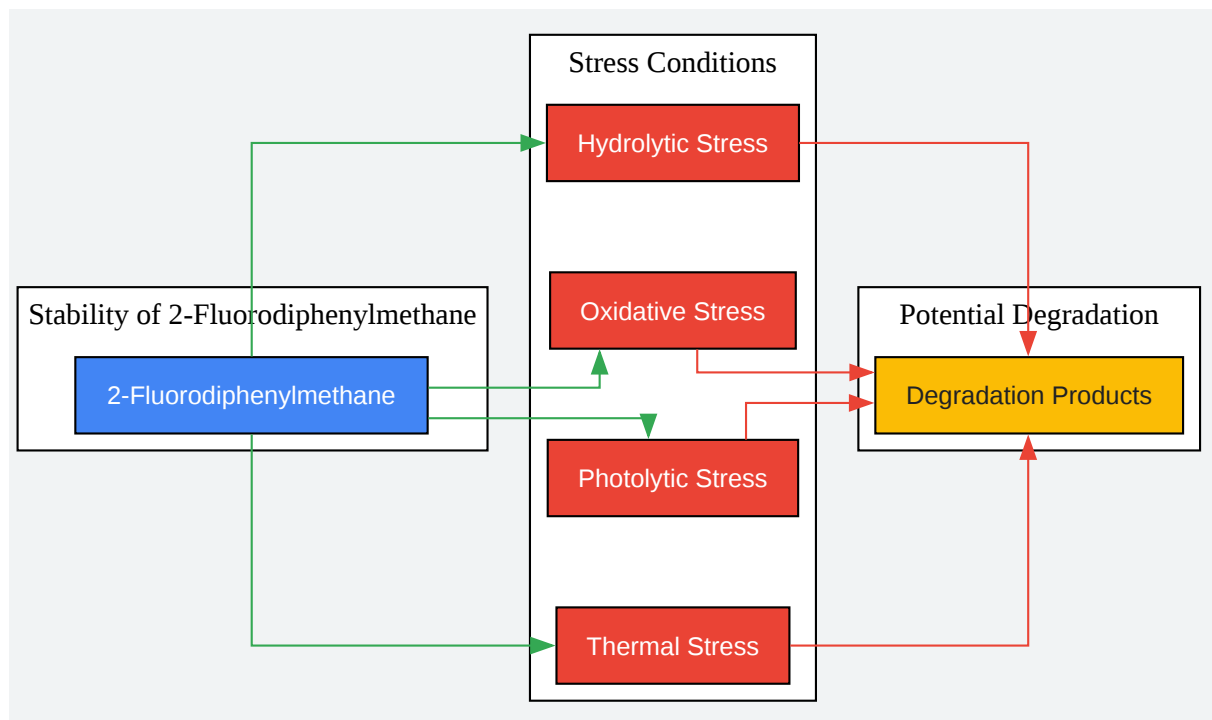 Stress Conditions
Hydrolytic Stress
Stability of 2-Fluorodiphenylmethane
2-Fluorodiphenylmethane
Oxidative Stress
Photolytic Stress
Thermal Stress
Potential Degradation
Degradation Products